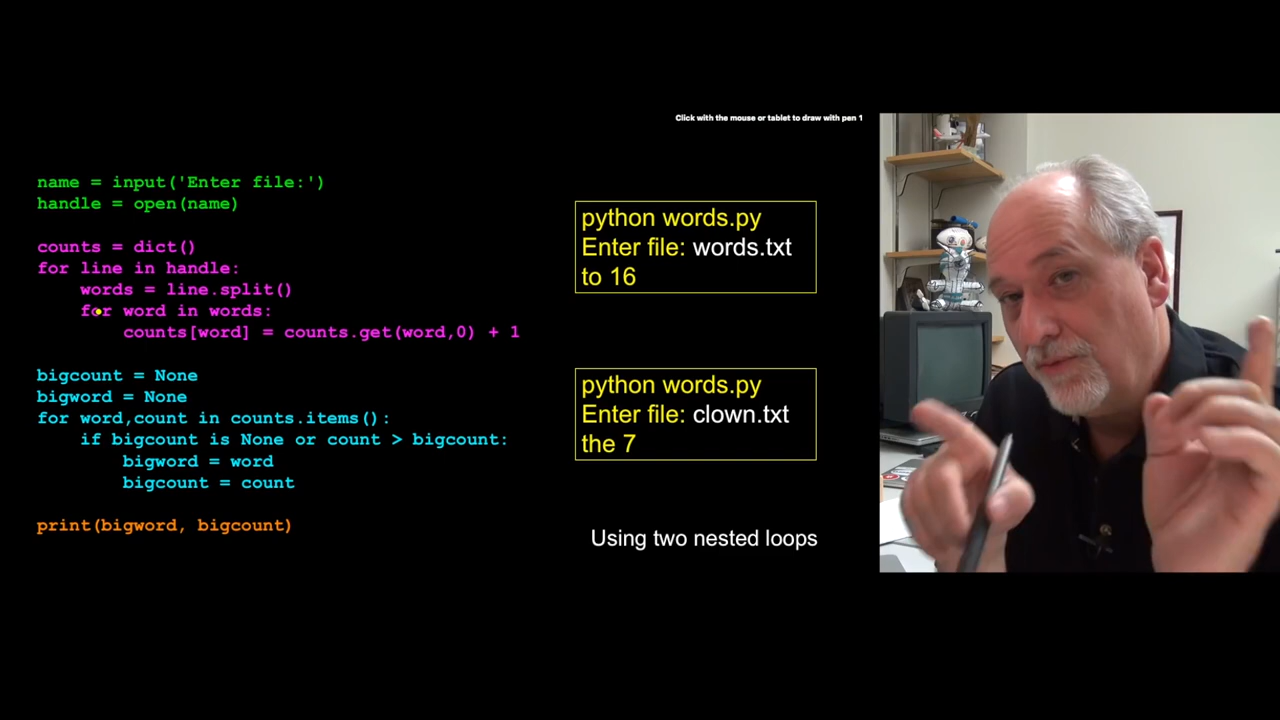 Click with the mouse or tablet to draw with pen 1
name = input('Enter file:')
handle = open(name)
counts = dict()
for line in handle:
    words = line.split()
    for word in words:
        counts[word] = counts.get(word,0) + 1
bigcount = None
bigword = None
for word,count in counts.items():
    if bigcount is None or count > bigcount:
        bigword = word
        bigcount = count
print(bigword, bigcount)
python words.py
Enter file: words.txt
to 16
python words.py
Enter file: clown.txt
the 7
Using two nested loops